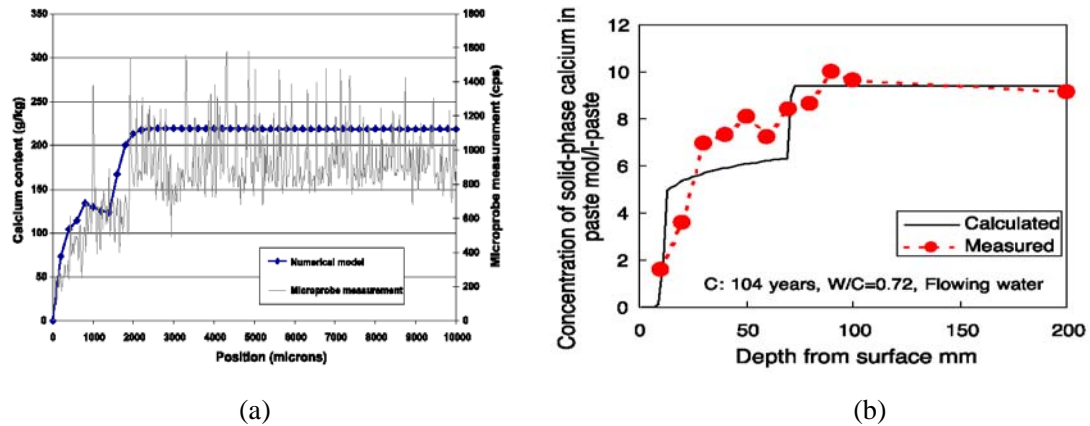 350
300
250
200
150
100
50
0
Calcium content (g/kg)
1800
1600
1400
1200
1000
800
600
400
200
0
Microprobe measurement (cps)
Numerical model
Microprobe measurement
0 1000 2000 3000 4000 5000 6000 7000 8000 9000 10000
Position (microns)
(a)
Concentration of solid-phase calcium in
paste mol/l-paste
12
10
8
6
4
2
0
Calculated
Measured
C: 104 years, W/C=0.72, Flowing water
0 50 100 150 200
Depth from surface mm
(b)